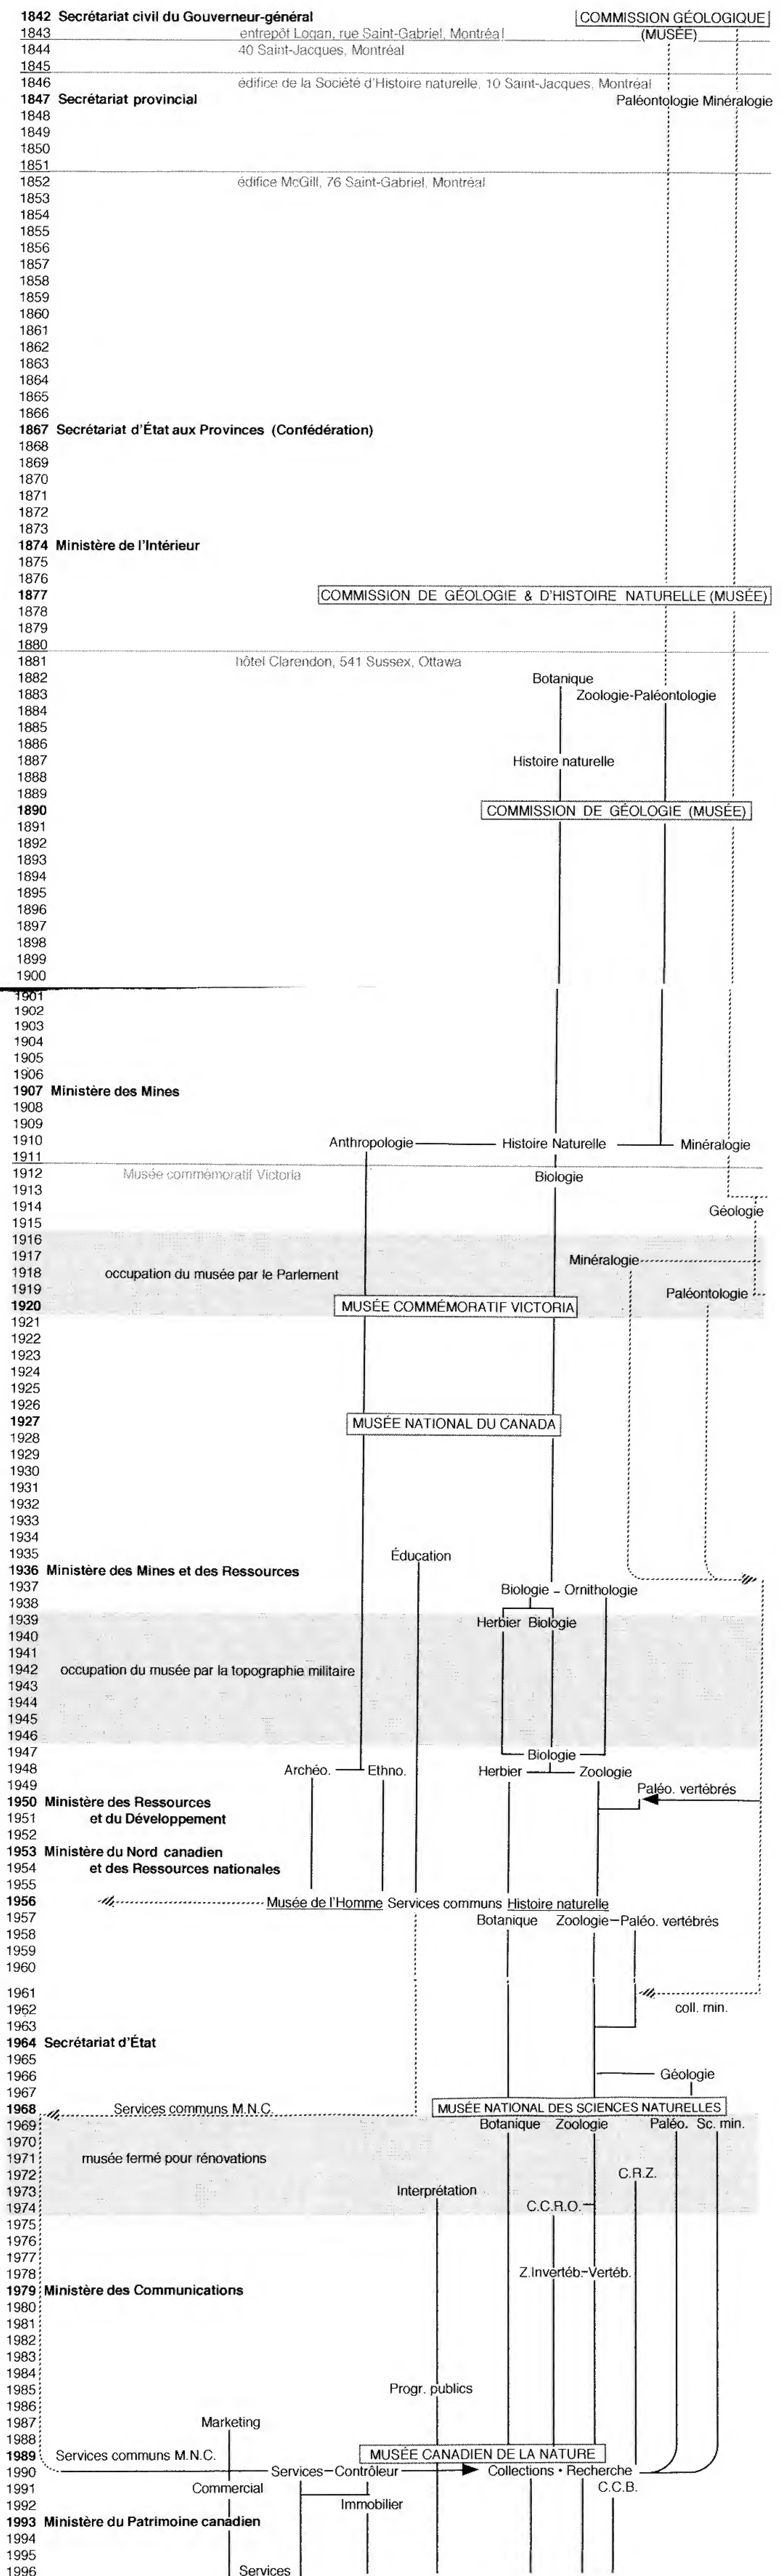 1842 Secrétariat civil du Gouverneur-général COMMISSION GÉOLOGIQUE
1843 entrepôt Logan, rue Saint-Gabriel, Montréal (MUSÉE)
1844 40 Saint-Jacques, Montréal
1845
1846 édifice de la Société d'Histoire naturelle, 10 Saint-Jacques, Montréal
1847 Secrétariat provincial Paléontologie Minéralogie
1848
1849
1850
1851
1852 édifice McGill, 76 Saint-Gabriel, Montréal
1853
1854
1855
1856
1857
1858
1859
1860
1861
1862
1863
1864
1865
1866
1867 Secrétariat d'État aux Provinces (Confédération)
1868
1869
1870
1871
1872
1873
1874 Ministère de l'Intérieur
1875
1876
1877 COMMISSION DE GÉOLOGIE & D'HISTOIRE NATURELLE (MUSÉE)
1878
1879
1880
1881 hôtel Clarendon, 541 Sussex, Ottawa
1882 Botanique
1883 Zoologie-Paléontologie
1884
1885
1886
1887 Histoire naturelle
1888
1889
1890 COMMISSION DE GÉOLOGIE (MUSÉE)
1891
1892
1893
1894
1895
1896
1897
1898
1899
1900
1901
1902
1903
1904
1905
1906
1907 Ministère des Mines
1908
1909
1910 Anthropologie Histoire Naturelle Minéralogie
1911
1912 Musée commémoratif Victoria Biologie
1913
1914 Géologie
1915
1916
1917 Minéralogie
1918 occupation du musée par le Parlement
1919 Paléontologie
1920 MUSÉE COMMÉMORATIF VICTORIA
1921
1922
1923
1924
1925
1926
1927 MUSÉE NATIONAL DU CANADA
1928
1929
1930
1931
1932
1933
1934
1935 Éducation
1936 Ministère des Mines et des Ressources
1937 Biologie - Ornithologie
1938
1939 Herbier Biologie
1940
1941
1942 occupation du musée par la topographie militaire
1943
1944
1945
1946
1947 Biologie
1948 Archéo. Ethno. Herbier Zoologie
1949 Paléo. vertébrés
1950 Ministère des Ressources
1951 et du Développement
1952
1953 Ministère du Nord canadien
1954 et des Ressources nationales
1955
1956 Musée de l'Homme Services communs Histoire naturelle
1957 Botanique Zoologie-Paléo. vertébrés
1958
1959
1960
1961
1962 coll. min.
1963
1964 Secrétariat d'État
1965
1966 Géologie
1967
1968 Services communs M.N.C. MUSÉE NATIONAL DES SCIENCES NATURELLES
1969 Botanique Zoologie Paléo. Sc. min.
1970
1971 musée fermé pour rénovations
1972 C.R.Z.
1973 Interprétation
1974 C.C.R.O.
1975
1976
1977
1978 Z.Invertéb.-Vertéb.
1979 Ministère des Communications
1980
1981
1982
1983
1984
1985 Progr. publics
1986
1987 Marketing
1988
1989 Services communs M.N.C. MUSÉE CANADIEN DE LA NATURE
1990 Services-Contrôleur Collections • Recherche
1991 Commercial C.C.B.
1992 Immobilier
1993 Ministère du Patrimoine canadien
1994
1995
1996 Services